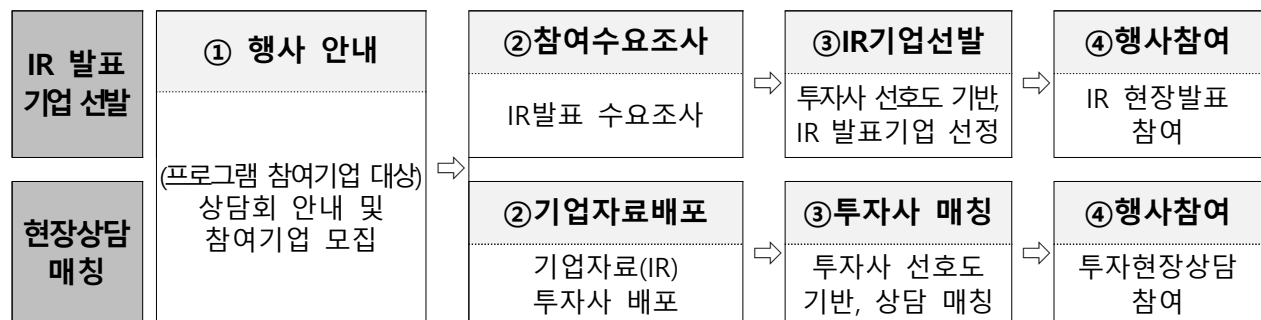 IR 발표
기업 선발
① 행사 안내
(프로그램 참여기업 대상)
상담회 안내 및
참여기업 모집
②참여수요조사
IR발표 수요조사
③IR기업선발
투자사 선호도 기반,
IR 발표기업 선정
④행사참여
IR 현장발표
참여
현장상담
매칭
②기업자료배포
기업자료(IR)
투자사 배포
③투자사 매칭
투자사 선호도
기반, 상담 매칭
④행사참여
투자현장상담
참여